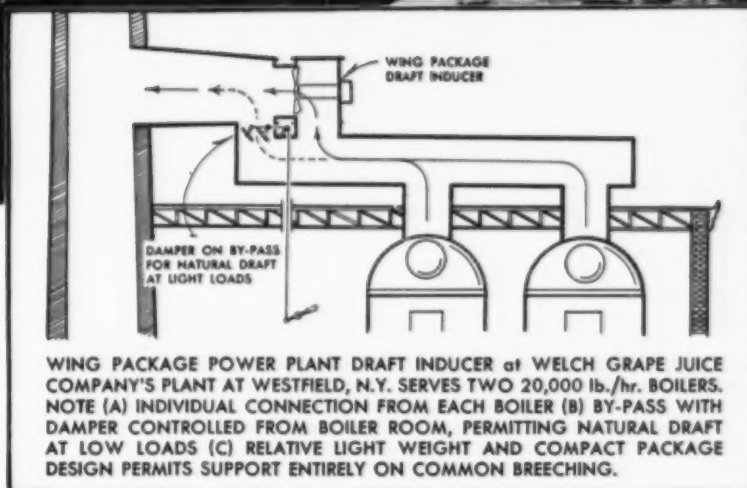 WING PACKAGE
DRAFT INDUCER
DAMPER ON BY-PASS
FOR NATURAL DRAFT
AT LIGHT LOADS
WING PACKAGE POWER PLANT DRAFT INDUCER at WELCH GRAPE JUICE
COMPANY'S PLANT AT WESTFIELD, N.Y. SERVES TWO 20,000 lb./hr. BOILERS.
NOTE (A) INDIVIDUAL CONNECTION FROM EACH BOILER (B) BY-PASS WITH
DAMPER CONTROLLED FROM BOILER ROOM, PERMITTING NATURAL DRAFT
AT LOW LOADS (C) RELATIVE LIGHT WEIGHT AND COMPACT PACKAGE
DESIGN PERMITS SUPPORT ENTIRELY ON COMMON BREECHING.